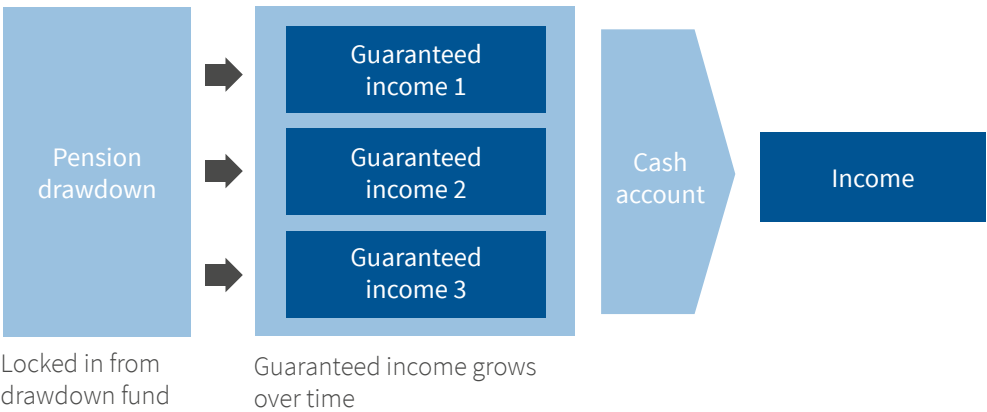 Pension
drawdown
Guaranteed
income 1
Guaranteed
income 2
Guaranteed
income 3
Cash
account
Income
Locked in from
drawdown fund
Guaranteed income grows
over time